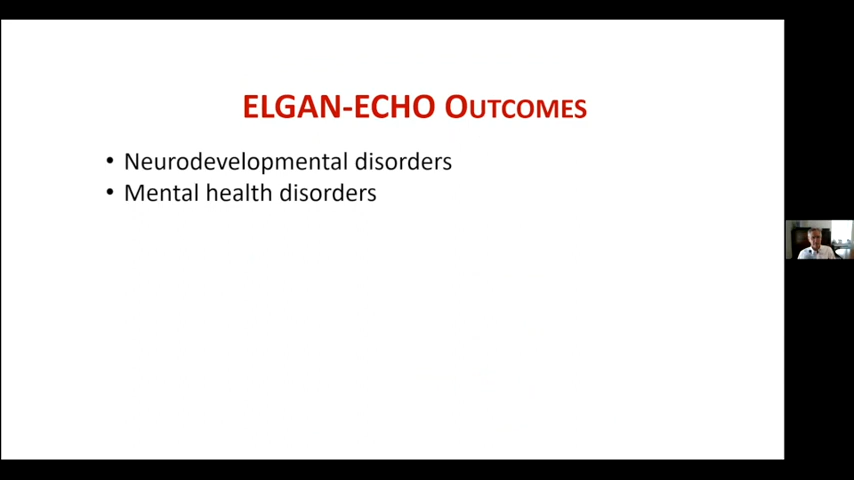 ELGAN-ECHO OUTCOMES
• Neurodevelopmental disorders
• Mental health disorders